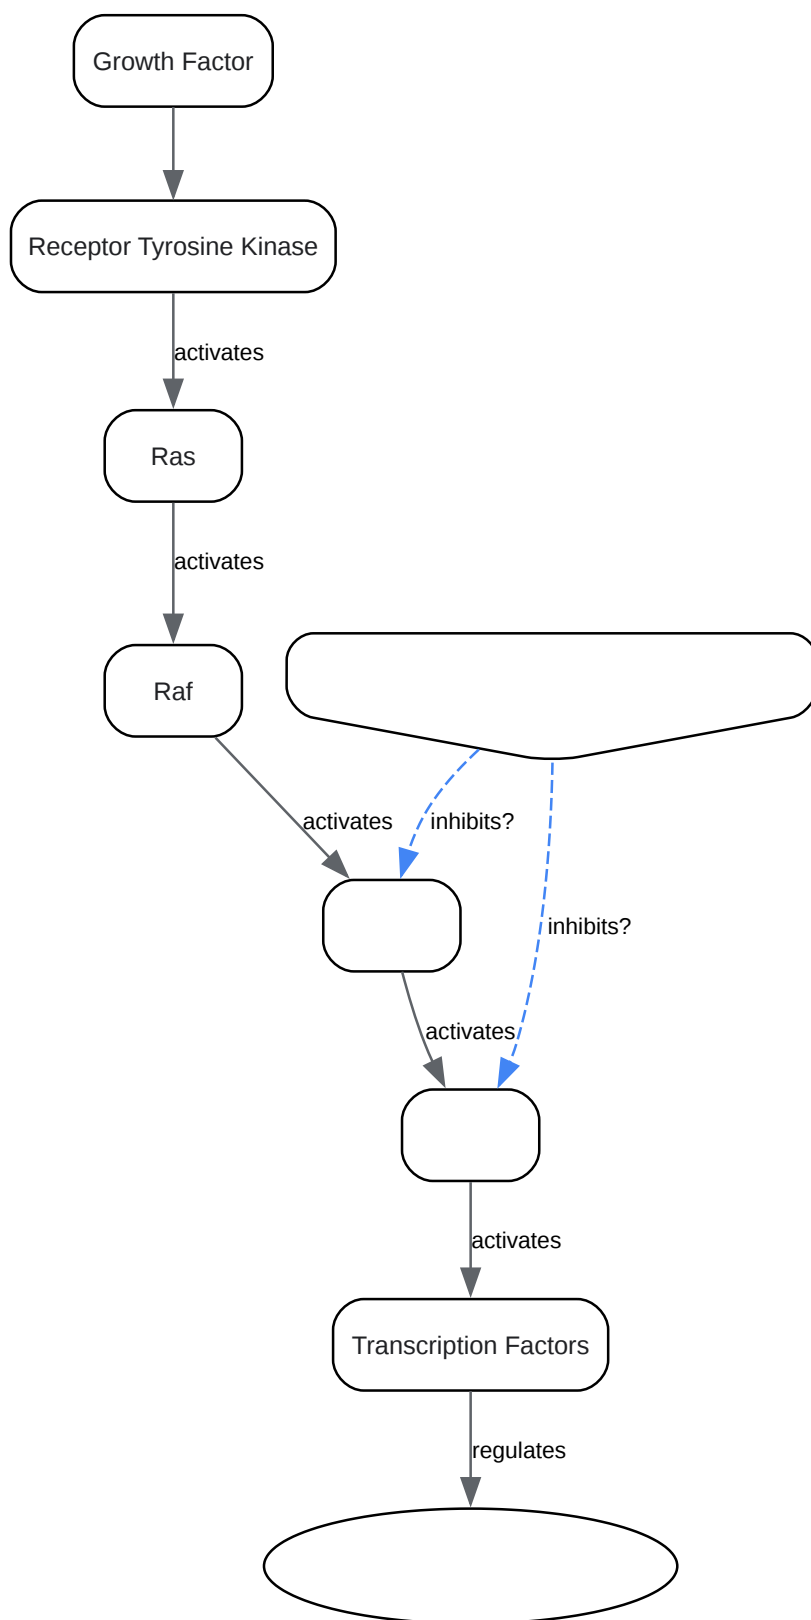 Growth Factor
Receptor Tyrosine Kinase
activates
Ras
activates
Raf
activates
inhibits?
inhibits?
activates
activates
Transcription Factors
regulates